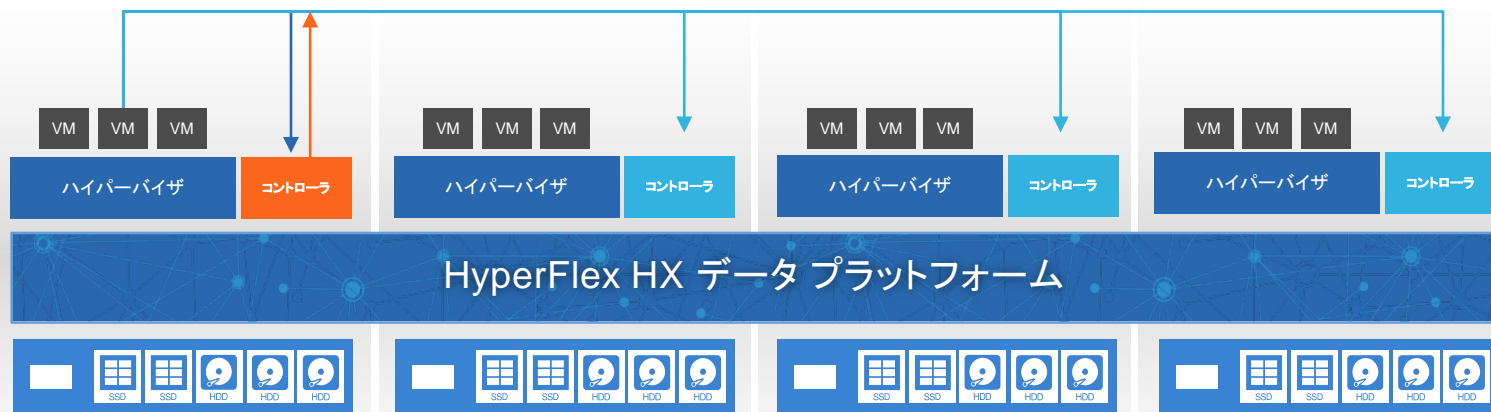 VM VM VM VM VM VM VM VM VM VM VM VM
ハイパーバイザ コントローラ ハイパーバイザ コントローラ ハイパーバイザ コントローラ ハイパーバイザ コントローラ
HyperFlex HX データ プラットフォーム
SSD SSD HDD HDD HDD SSD SSD HDD HDD HDD SSD SSD HDD HDD HDD SSD SSD HDD HDD HDD